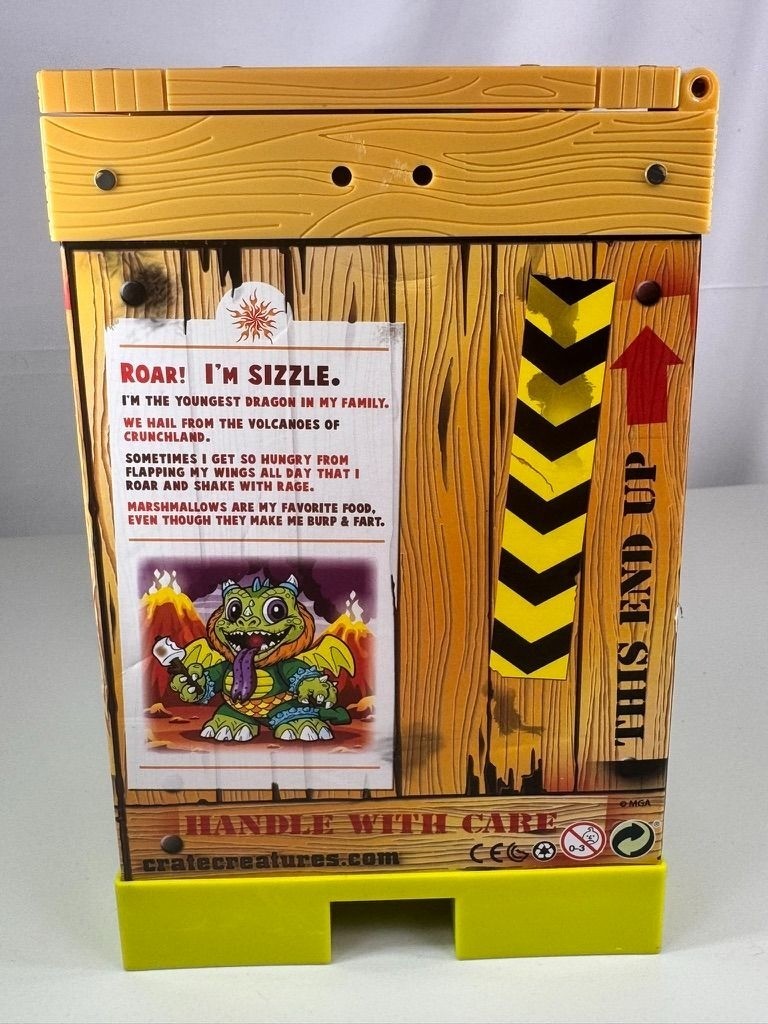 ROAR! I'M SIZZLE.
I'M THE YOUNGEST DRAGON IN MY FAMILY.
WE HAIL FROM THE VOLCANOES OF
CRUNCHLAND.
SOMETIMES I GET SO HUNGRY FROM
FLAPPING MY WINGS ALL DAY THAT I
ROAR AND SHAKE WITH RAGE.
MARSHMALLOWS ARE MY FAVORITE FOOD,
EVEN THOUGH THEY MAKE ME BURP & FART.
THIS END UP
© MGA
HANDLE WITH CARE
cratecreatures.com
CE
0-3
®